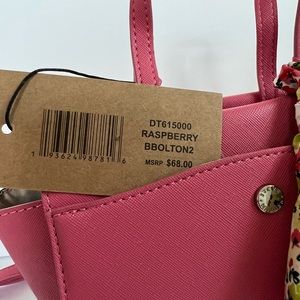 DT615000
RASPBERRY
BBOLTON2
MSRP $68.00
1 93624 98781 6